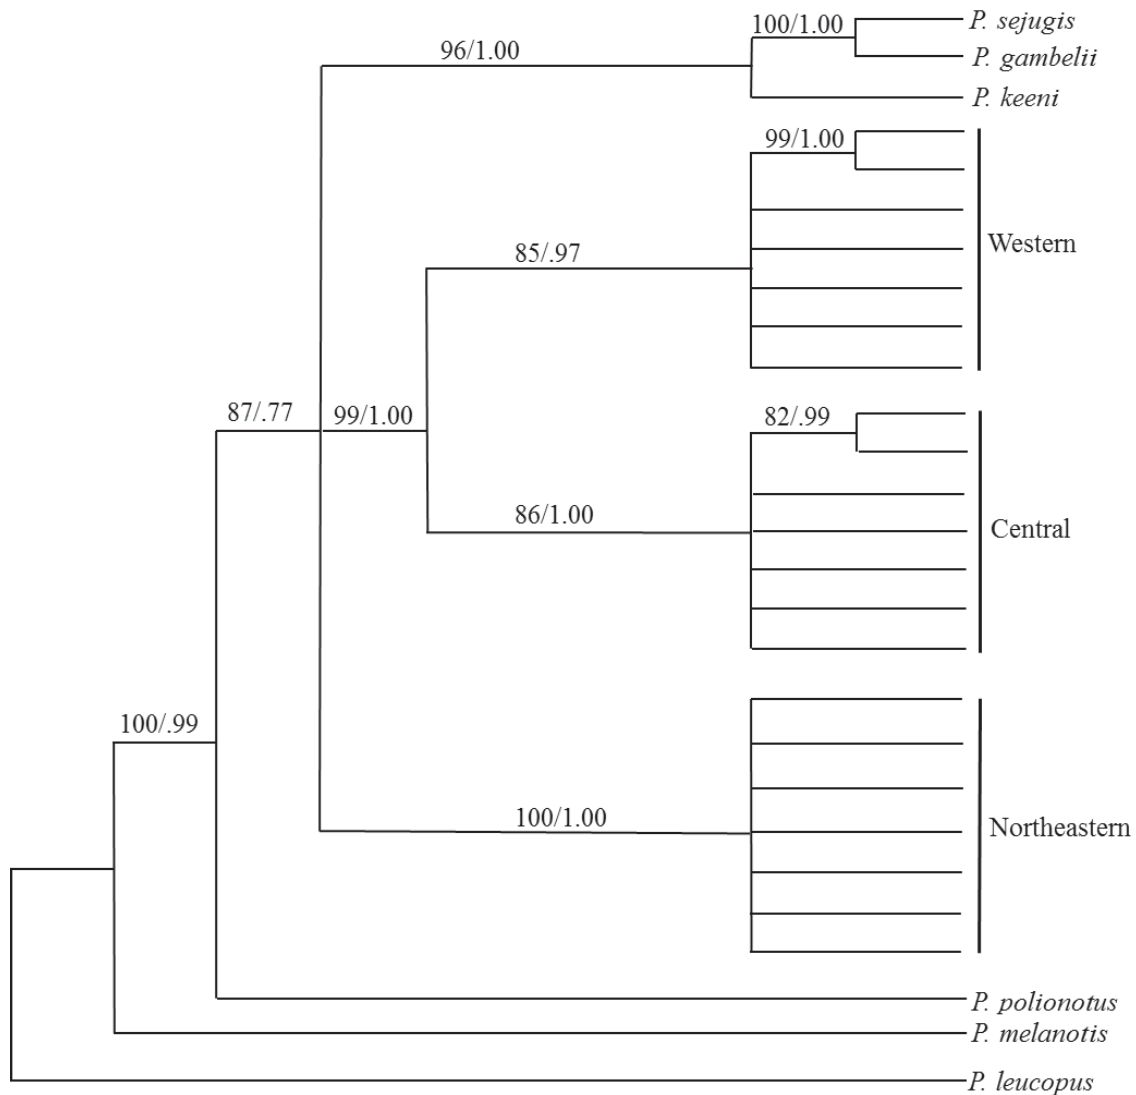 P. sejugis
100/1.00
96/1.00
P. gambelii
P. keeni
99/1.00
Western
85/.97
87/.77
99/1.00
82/.99
86/1.00
Central
100/.99
100/1.00
Northeastern
P. polionotus
P. melanotis
P. leucopus